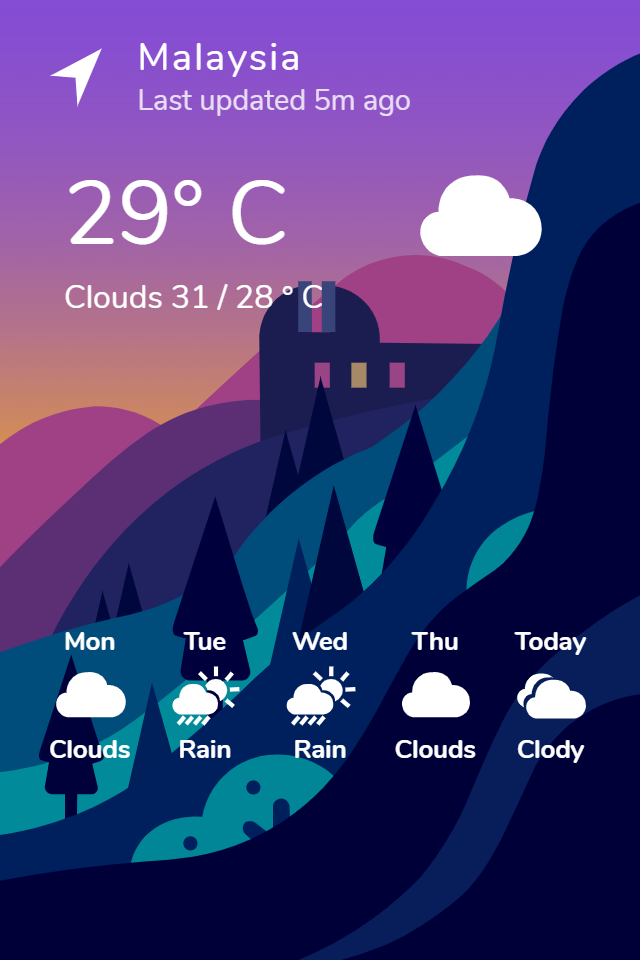 Malaysia
Last updated 5m ago
29° C
Clouds 31 / 28 ° C
Mon Tue Wed Thu Today
Clouds Rain Rain Clouds Clody